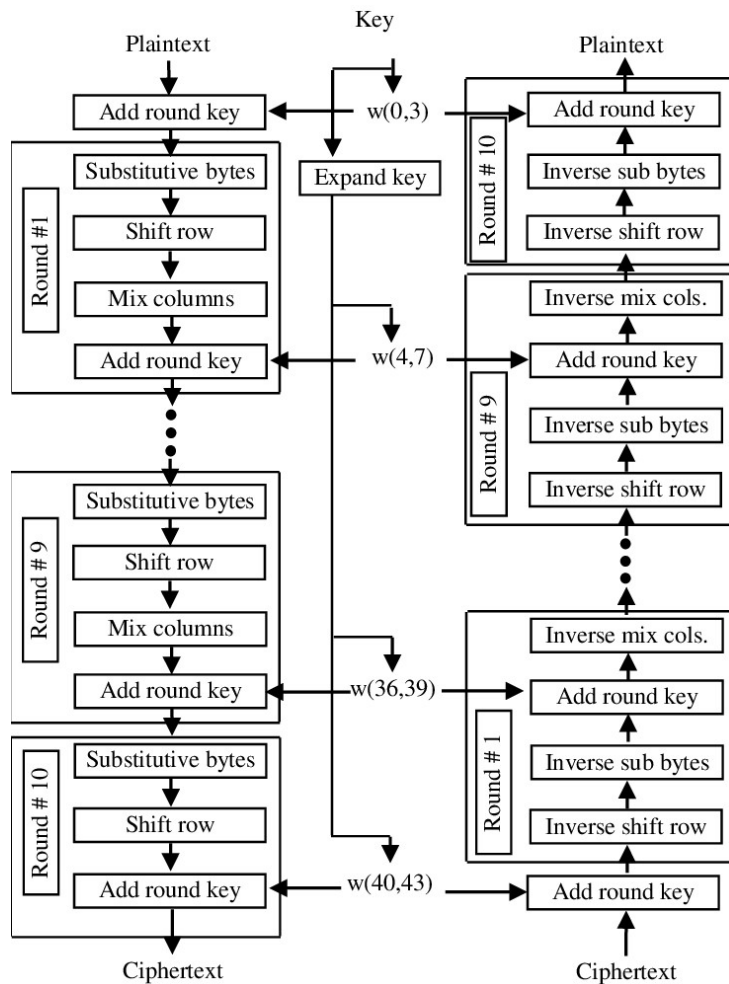 Key
Plaintext
Add round key
Round #1
Substitutive bytes
Shift row
Mix columns
Add round key
Round # 9
Substitutive bytes
Shift row
Mix columns
Add round key
Round # 10
Substitutive bytes
Shift row
Add round key
Ciphertext
w(0,3)
Expand key
w(4,7)
w(36,39)
w(40,43)
Plaintext
Round # 10
Add round key
Inverse sub bytes
Inverse shift row
Round # 9
Inverse mix cols.
Add round key
Inverse sub bytes
Inverse shift row
Round # 1
Inverse mix cols.
Add round key
Inverse sub bytes
Inverse shift row
Add round key
Ciphertext